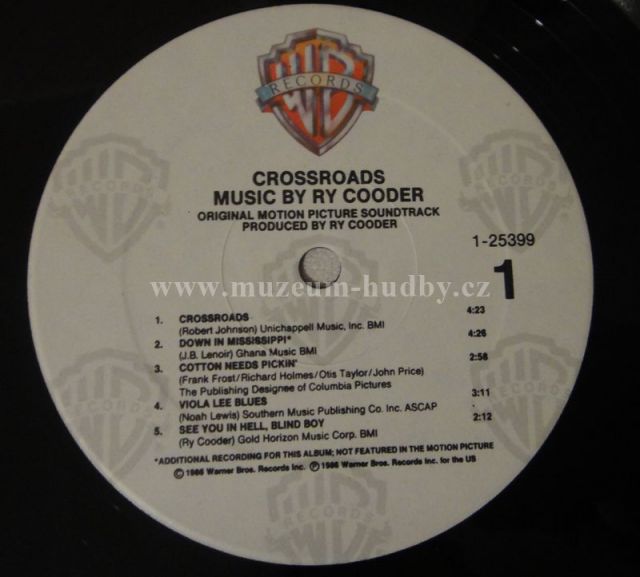 WB
RECORDS
CROSSROADS
MUSIC BY RY COODER
ORIGINAL MOTION PICTURE SOUNDTRACK
PRODUCED BY RY COODER
1-25399
1
www.muzeum-hudby.cz
1. CROSSROADS 4:23
(Robert Johnson) Unichappell Music, Inc. BMI
2. DOWN IN MISSISSIPPI* 4:26
(J.B. Lenoir) Ghana Music BMI
3. COTTON NEEDS PICKIN' 2:58
(Frank Frost/Richard Holmes/Otis Taylor/John Price)
The Publishing Designee of Columbia Pictures
4. VIOLA LEE BLUES 3:11
(Noah Lewis) Southern Music Publishing Co. Inc. ASCAP
5. SEE YOU IN HELL, BLIND BOY 2:12
(Ry Cooder) Gold Horizon Music Corp. BMI
*ADDITIONAL RECORDING FOR THIS ALBUM; NOT FEATURED IN THE MOTION PICTURE
©1986 Warner Bros. Records Inc. ℗1986 Warner Bros. Records Inc. for the US